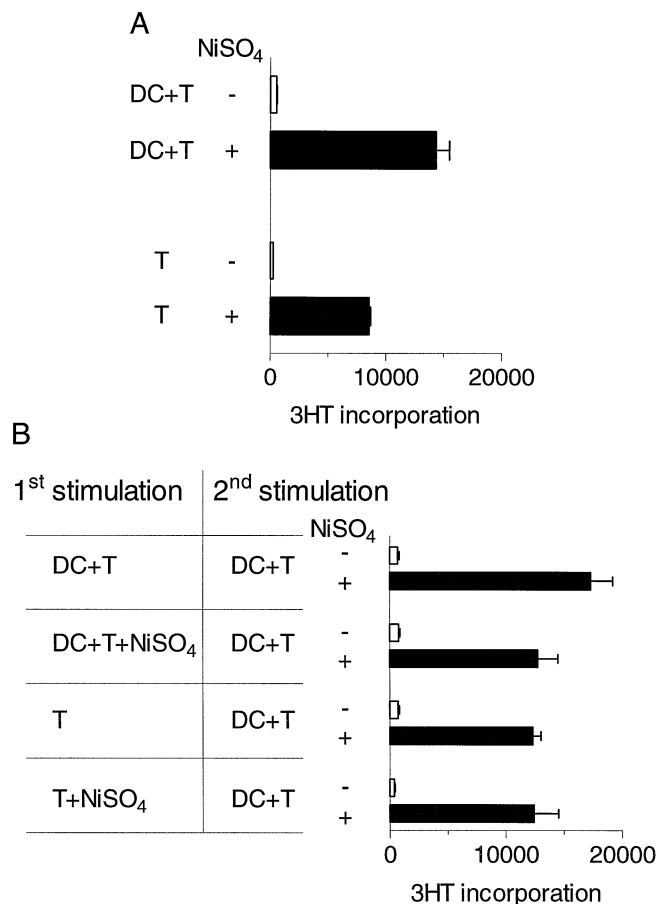 A
NiSO4
DC+T -
DC+T +
T -
T +
0 10000 20000
3HT incorporation
B
1st stimulation 2nd stimulation
NiSO4
DC+T DC+T -
+
DC+T+NiSO4 DC+T -
+
T DC+T -
+
T+NiSO4 DC+T -
+
0 10000 20000
3HT incorporation